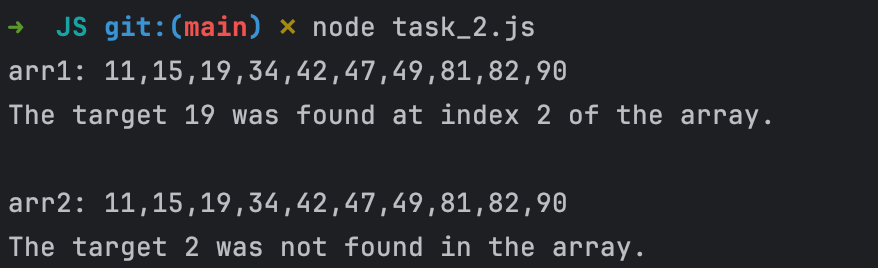 → JS git:(main) ✗ node task_2.js
arr1: 11,15,19,34,42,47,49,81,82,90
The target 19 was found at index 2 of the array.
arr2: 11,15,19,34,42,47,49,81,82,90
The target 2 was not found in the array.